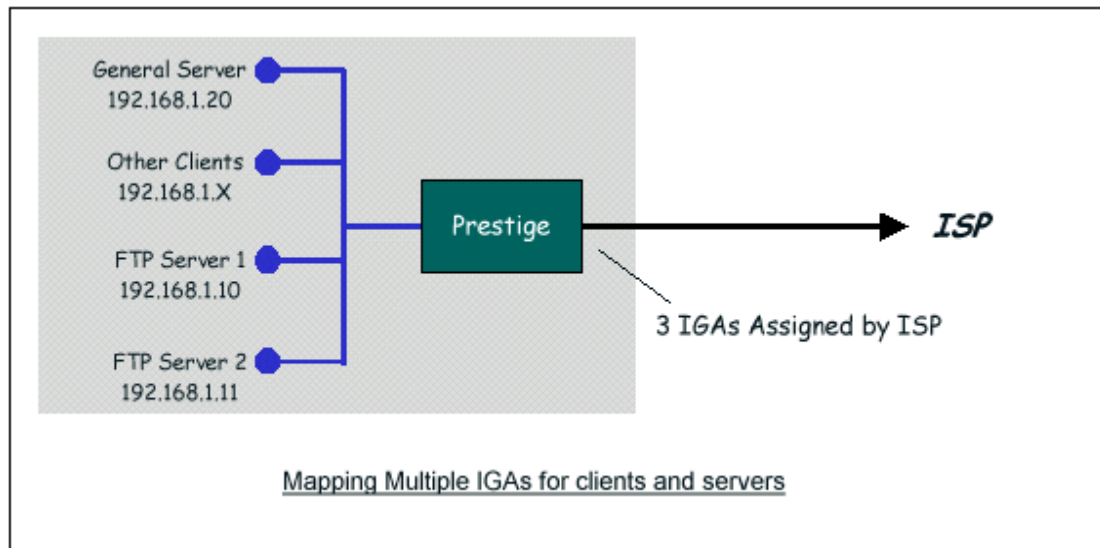 General Server
192.168.1.20
Other Clients
192.168.1.X
FTP Server 1
192.168.1.10
FTP Server 2
192.168.1.11
Prestige
ISP
3 IGAs Assigned by ISP
Mapping Multiple IGAs for clients and servers